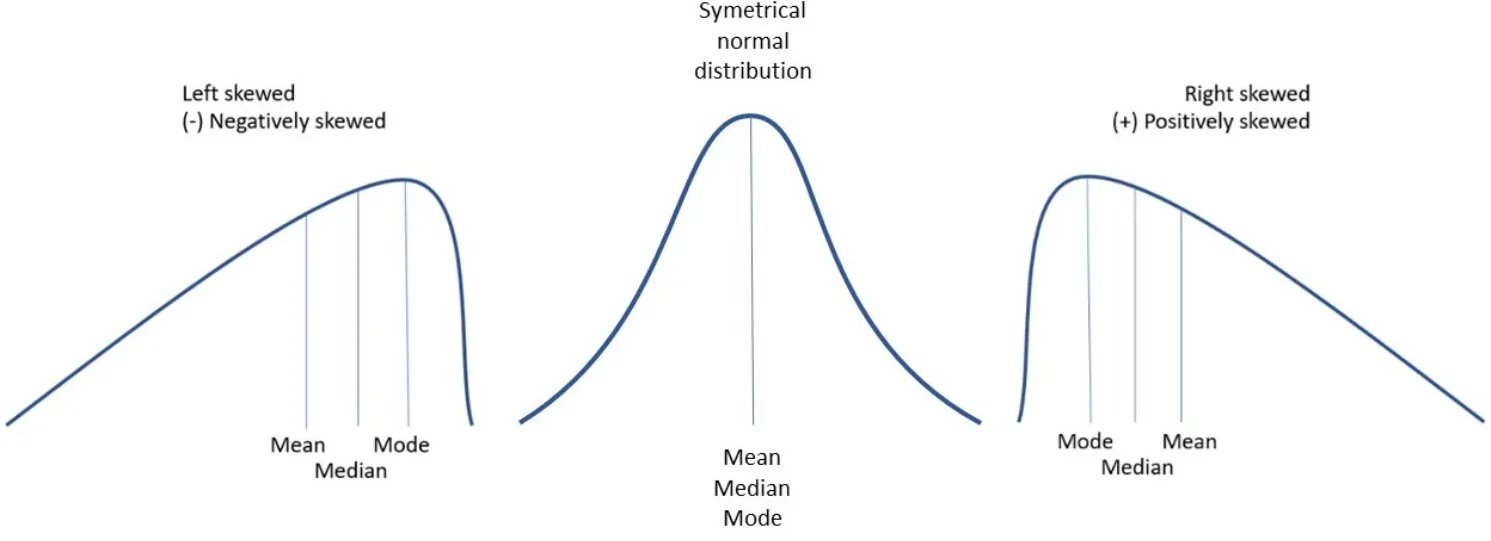 Symetrical
normal
distribution
Left skewed
(-) Negatively skewed
Right skewed
(+) Positively skewed
Mean
Mode
Median
Mean
Median
Mode
Mode
Mean
Median